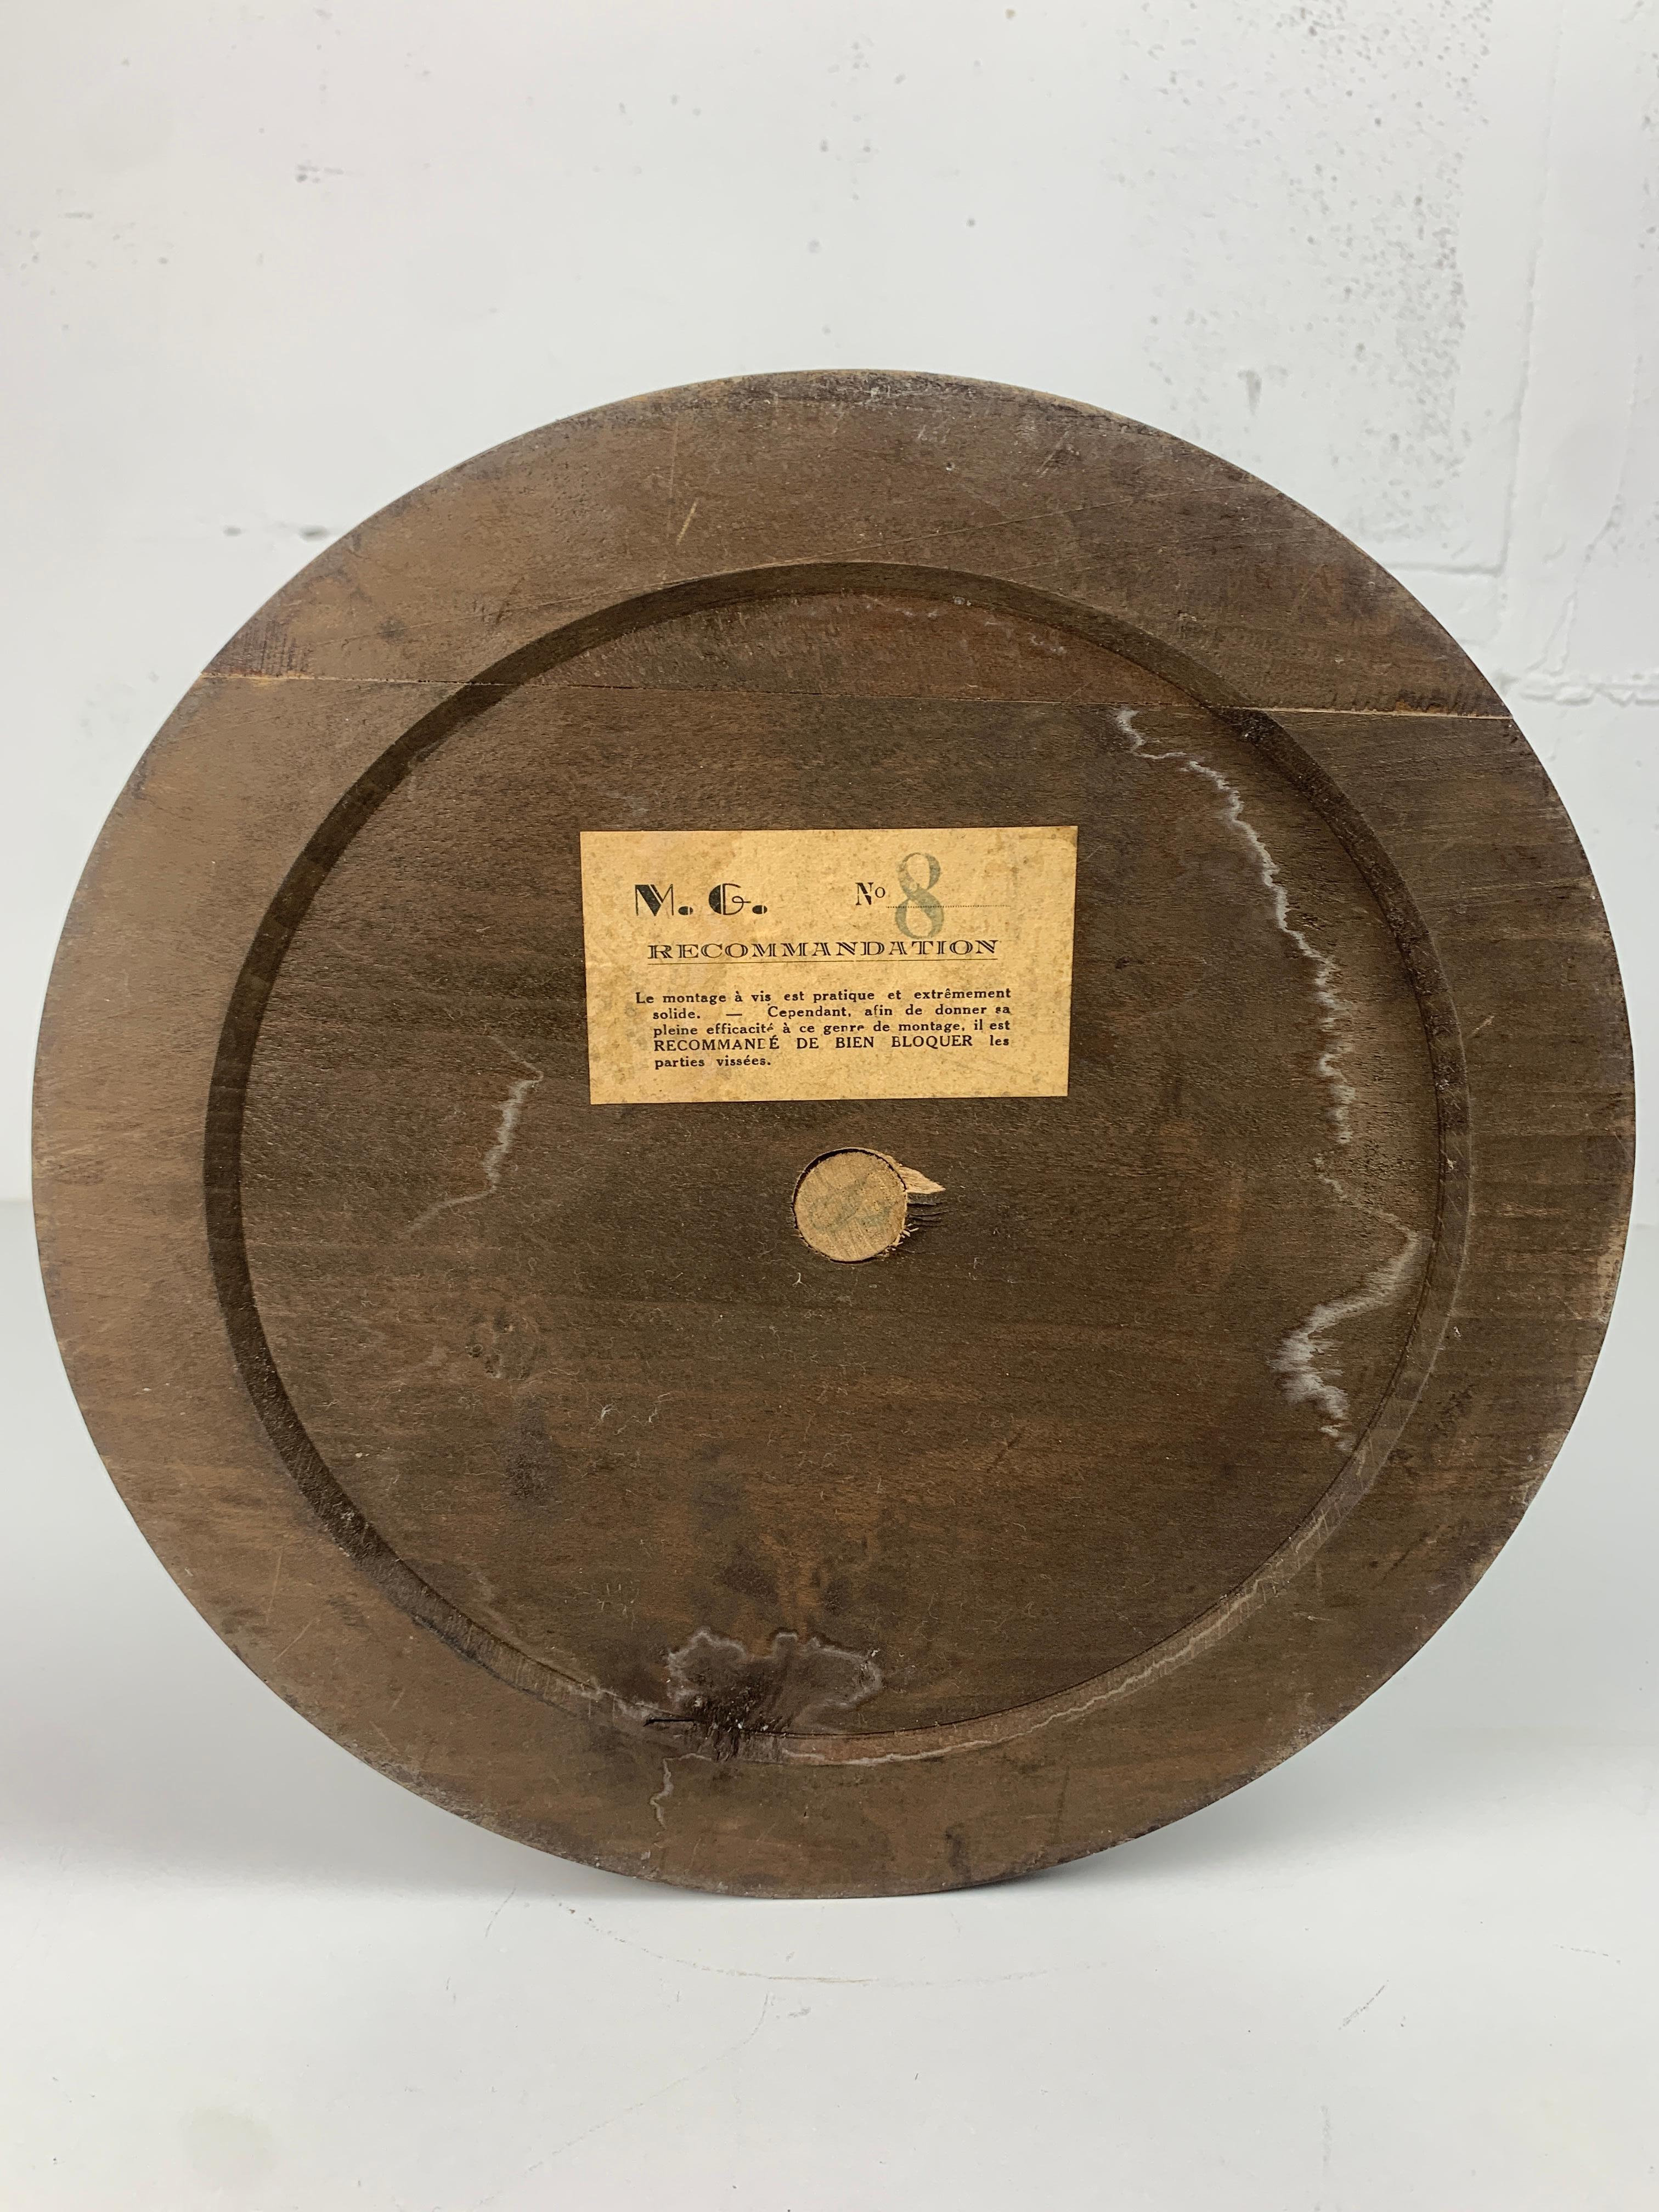 M. G. No 8
RECOMMANDATION
Le montage à vis est pratique et extrêmement
solide. — Cependant, afin de donner sa
pleine efficacité à ce genre de montage, il est
RECOMMANDÉ DE BIEN BLOQUER les
parties vissées.